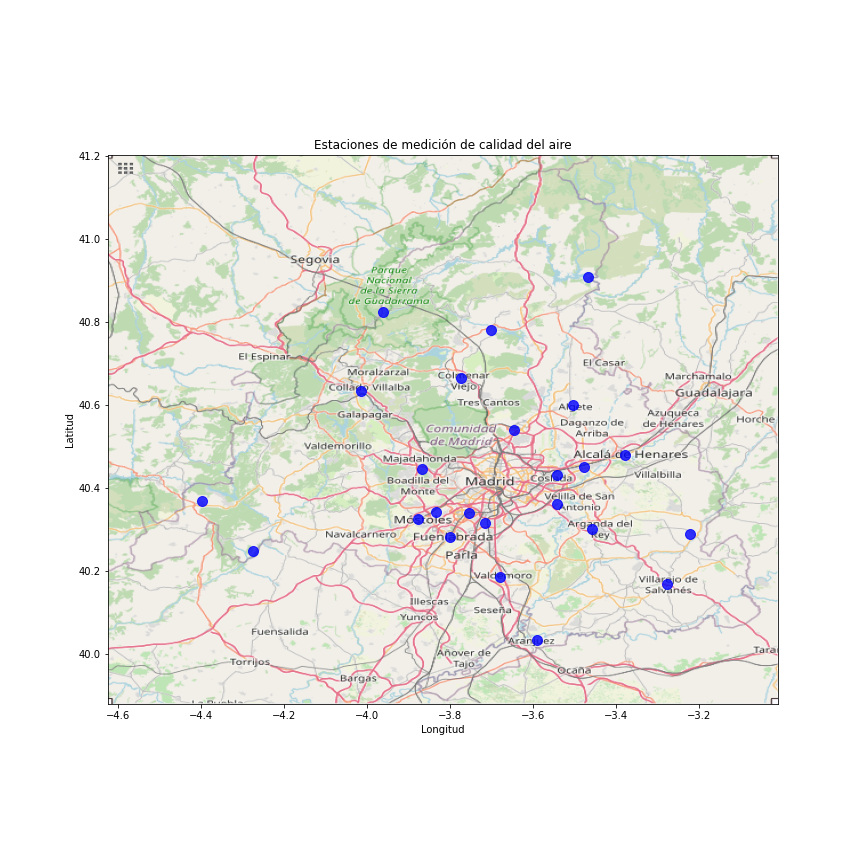 Estaciones de medición de calidad del aire
41.2
41.0
40.8
40.6
40.4
40.2
40.0
Latitud
Segovia
Parque
Nacional
de la Sierra
de Guadarrama
El Espinar
Moralzarzal
Collado Villalba
Colmenar
Viejo
El Casar
Marchamalo
Guadalajara
Galapagar
Tres Cantos
Algete
Azuqueca
de Henares
Horche
Comunidad
de Madrid
Daganzo de
Arriba
Valdemorillo
Majadahonda
Alcalá de Henares
Boadilla del
Monte
Madrid
Coslada
Villalbilla
Velilla de San
Antonio
Móstoles
Arganda del
Rey
Navalcarnero
Fuenlabrada
Parla
Valdemoro
Villarejo de
Salvanés
Illescas
Yuncos
Seseña
Fuensalida
Aranjuez
Añover de
Tajo
Torrijos
Ocaña
Bargas
−4.6
−4.4
−4.2
−4.0
−3.8
−3.6
−3.4
−3.2
Longitud